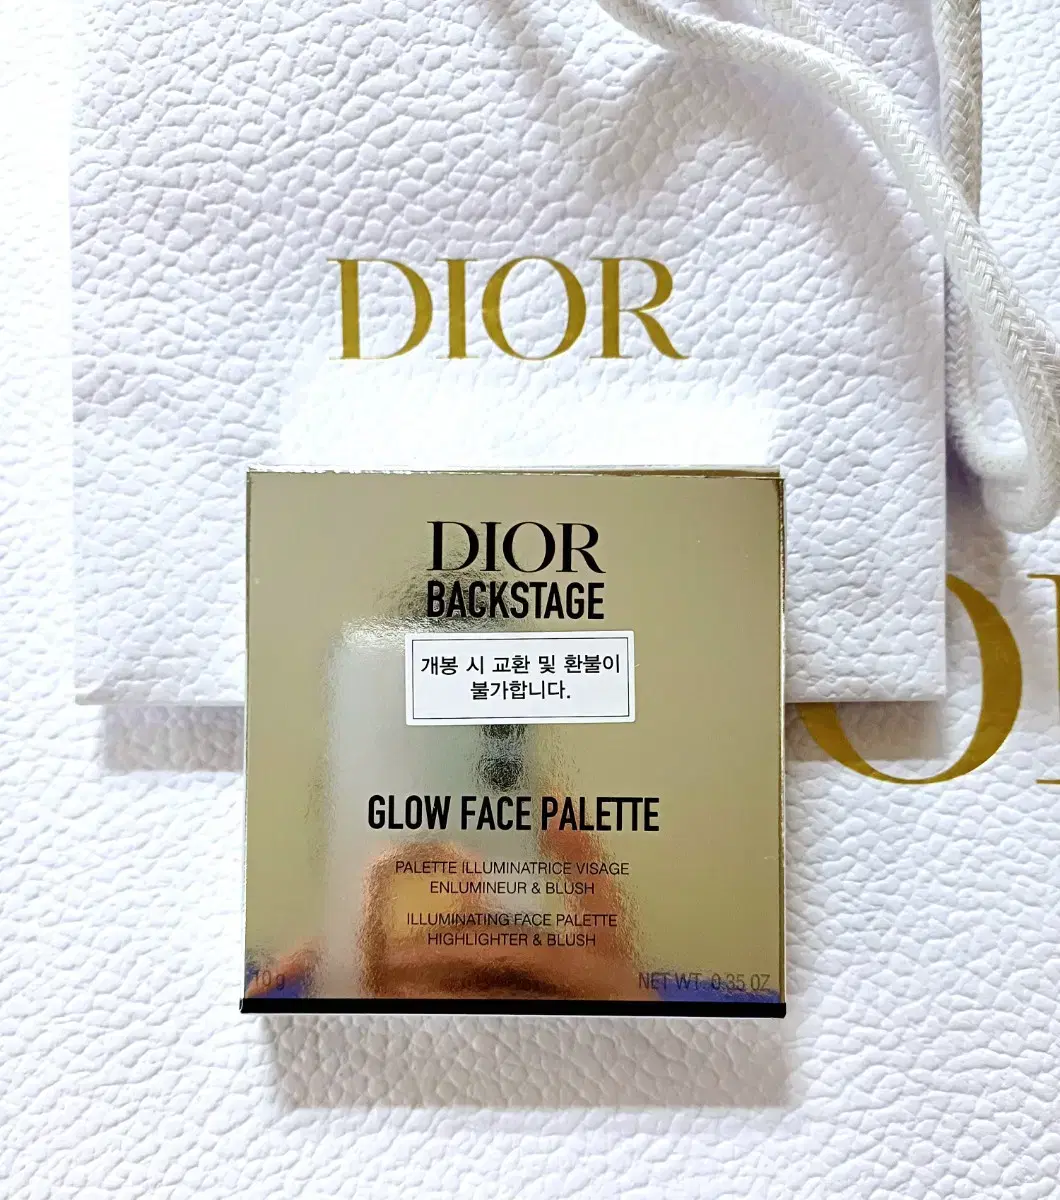 DIOR
DIOR
BACKSTAGE
개봉 시 교환 및 환불이
불가합니다.
GLOW FACE PALETTE
PALETTE ILLUMINATRICE VISAGE
ENLUMINEUR & BLUSH
ILLUMINATING FACE PALETTE
HIGHLIGHTER & BLUSH
10 g
NET WT. 0.35 OZ